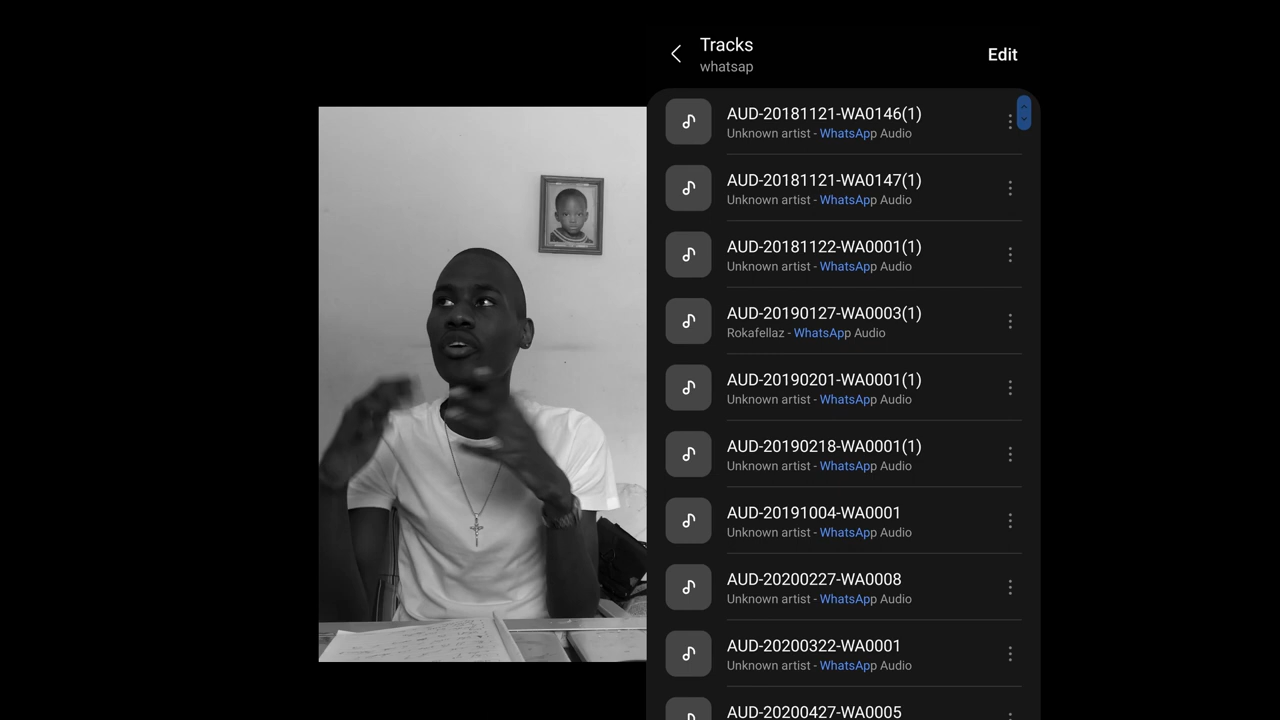 Tracks
whatsap
Edit
AUD-20181121-WA0146(1)
Unknown artist - WhatsApp Audio
AUD-20181121-WA0147(1)
Unknown artist - WhatsApp Audio
AUD-20181122-WA0001(1)
Unknown artist - WhatsApp Audio
AUD-20190127-WA0003(1)
Rokafellaz - WhatsApp Audio
AUD-20190201-WA0001(1)
Unknown artist - WhatsApp Audio
AUD-20190218-WA0001(1)
Unknown artist - WhatsApp Audio
AUD-20191004-WA0001
Unknown artist - WhatsApp Audio
AUD-20200227-WA0008
Unknown artist - WhatsApp Audio
AUD-20200322-WA0001
Unknown artist - WhatsApp Audio
AUD-20200427-WA0005